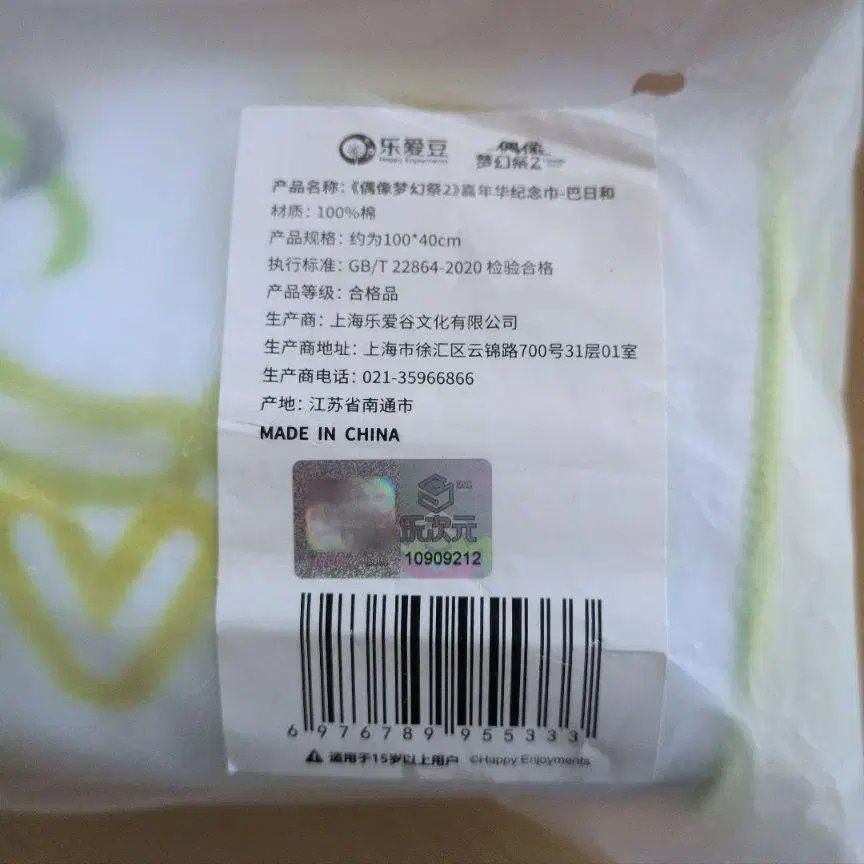 乐爱豆
Happy Enjoyments
偶像
梦幻祭2
产品名称：《偶像梦幻祭2》嘉年华纪念巾-巴日和
材质：100%棉
产品规格：约为100*40cm
执行标准：GB/T 22864-2020 检验合格
产品等级：合格品
生产商：上海乐爱谷文化有限公司
生产商地址：上海市徐汇区云锦路700号31层01室
生产商电话：021-35966866
产地：江苏省南通市
MADE IN CHINA
乐次元
10909212
6 976789 955333
适用于15岁以上用户 ©Happy Enjoyments